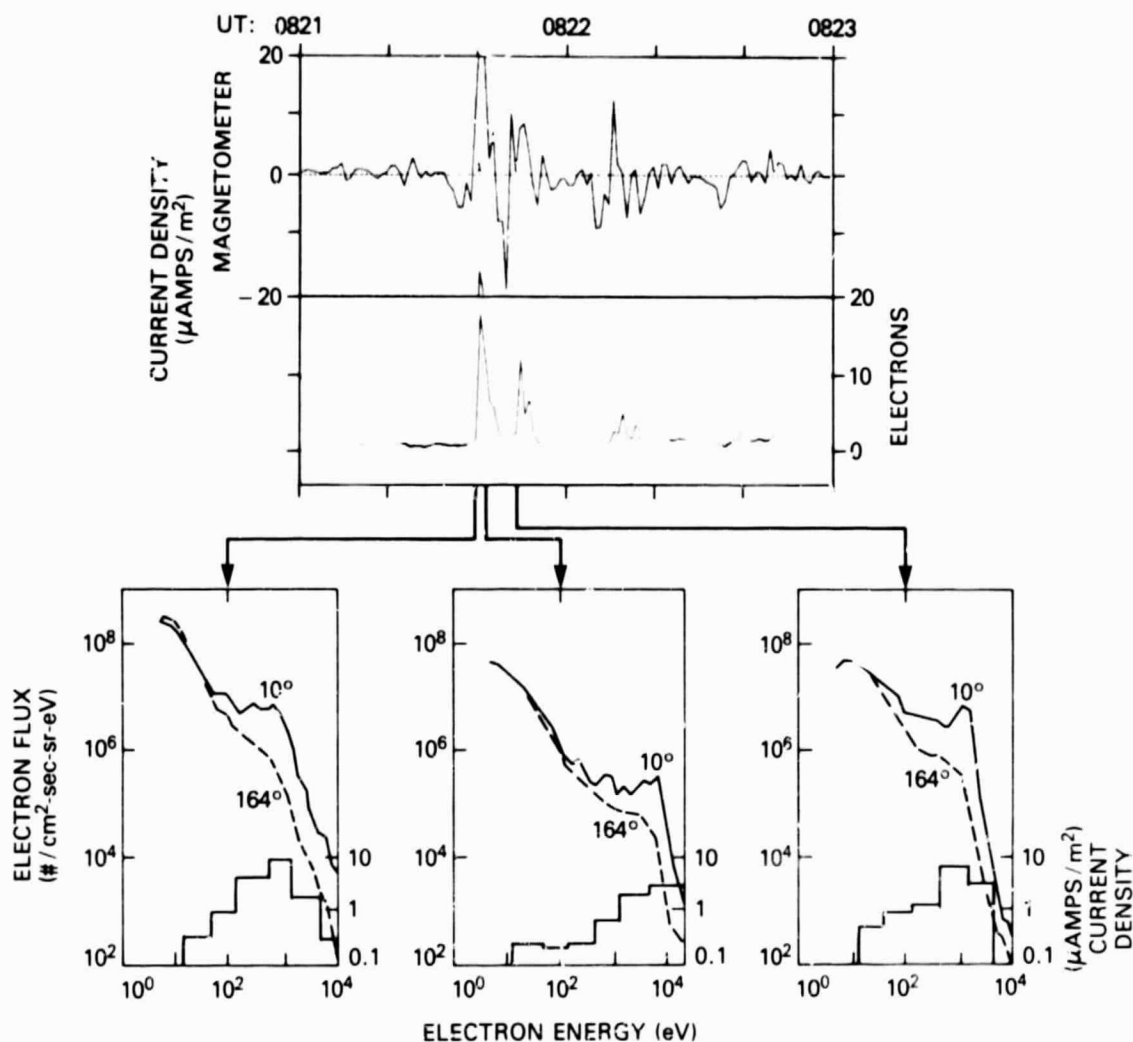 UT: 0821 0822 0823
20
10
0
-10
-20
MAGNETOMETER
CURRENT DENSITY
(μAMPS/m²)
20
10
0
ELECTRONS
10⁸
10⁶
10⁴
10²
ELECTRON FLUX
(#/cm²-sec-sr-eV)
10°
164°
10
1
0.1
10⁰ 10² 10⁴
10⁸
10⁶
10⁴
10²
10°
164°
10
1
0.1
10⁰ 10² 10⁴
10⁸
10⁶
10⁴
10²
10°
164°
10
1
0.1
10⁰ 10² 10⁴
(μAMPS/m²)
CURRENT
DENSITY
ELECTRON ENERGY (eV)